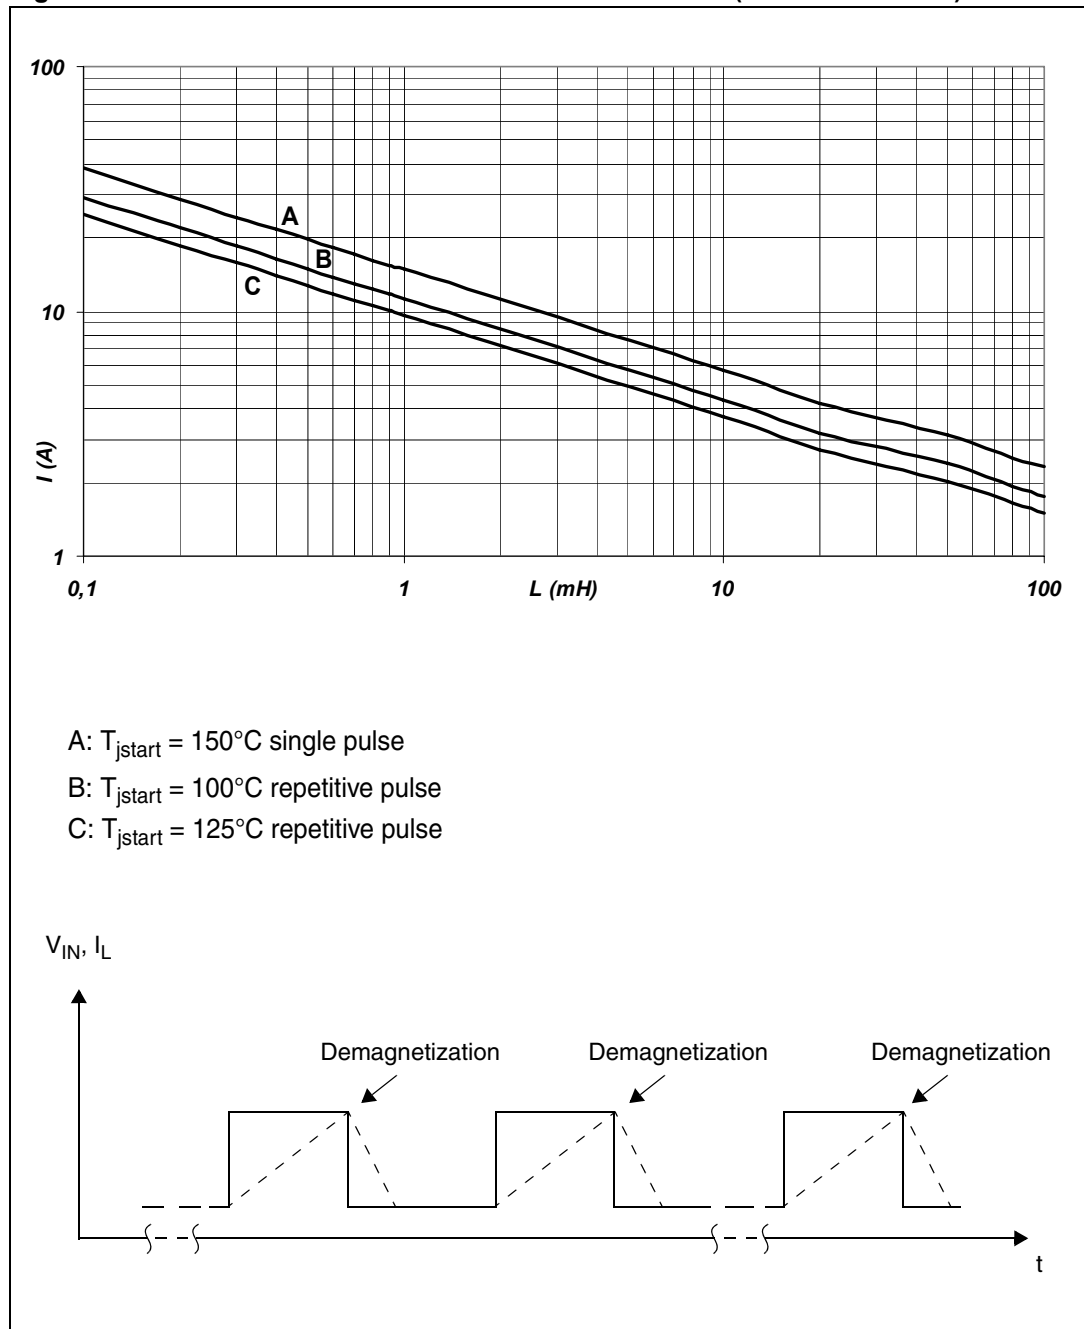 100
A
B
C
10
I (A)
1
0,1
1
L (mH)
10
100
A: Tjstart = 150°C single pulse
B: Tjstart = 100°C repetitive pulse
C: Tjstart = 125°C repetitive pulse
VIN, IL
Demagnetization
Demagnetization
Demagnetization
t